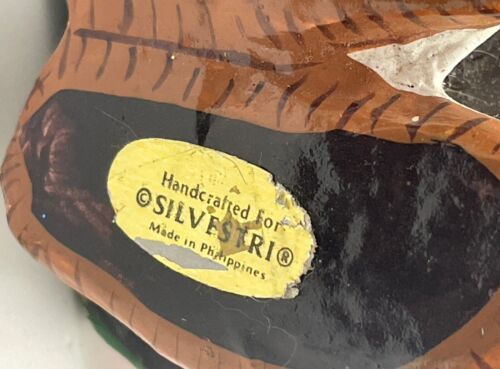 Handcrafted For
©SILVESTRI®
Made in Philippines